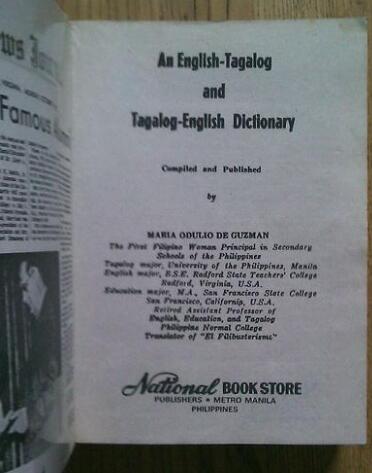 ws
Famous
An English-Tagalog
and
Tagalog-English Dictionary
Compiled and Published
by
MARIA ODULIO DE GUZMAN
The First Filipino Woman Principal in Secondary
Schools of the Philippines
Tagalog major, University of the Philippines, Manila
English major, B.S.E. Radford State Teachers' College
Radford, Virginia, U.S.A.
Education major, M.A., San Francisco State College
San Francisco, California, U.S.A.
Retired Assistant Professor of
English, Education, and Tagalog
Philippine Normal College
Translator of "El Filibusterismo"
National BOOK STORE
PUBLISHERS • METRO MANILA
PHILIPPINES